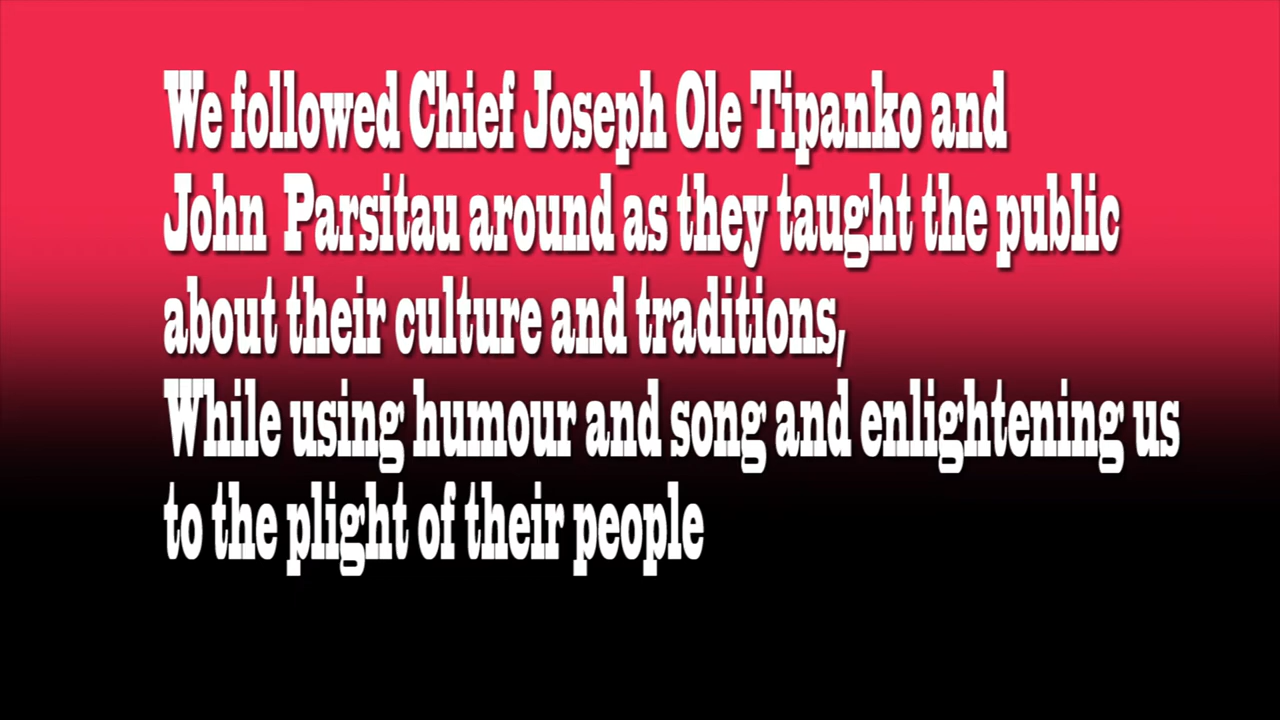 We followed Chief Joseph Ole Tipanko and
John Parsitau around as they taught the public
about their culture and traditions,
While using humour and song and enlightening us
to the plight of their people